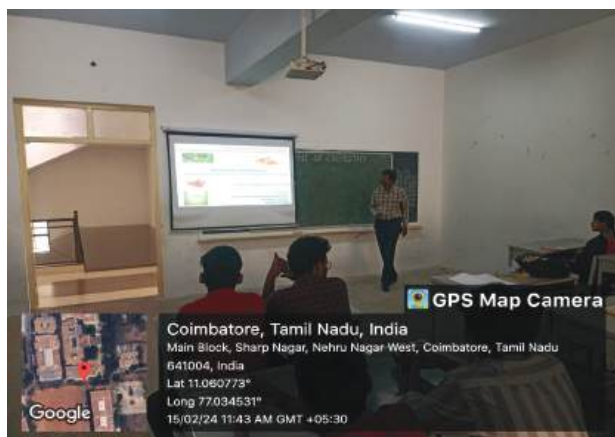 GPS Map Camera
Coimbatore, Tamil Nadu, India
Main Block, Sharp Nagar, Nehru Nagar West, Coimbatore, Tamil Nadu
641004, India
Lat 11.060773°
Long 77.034531°
15/02/24 11:43 AM GMT +05:30
Google